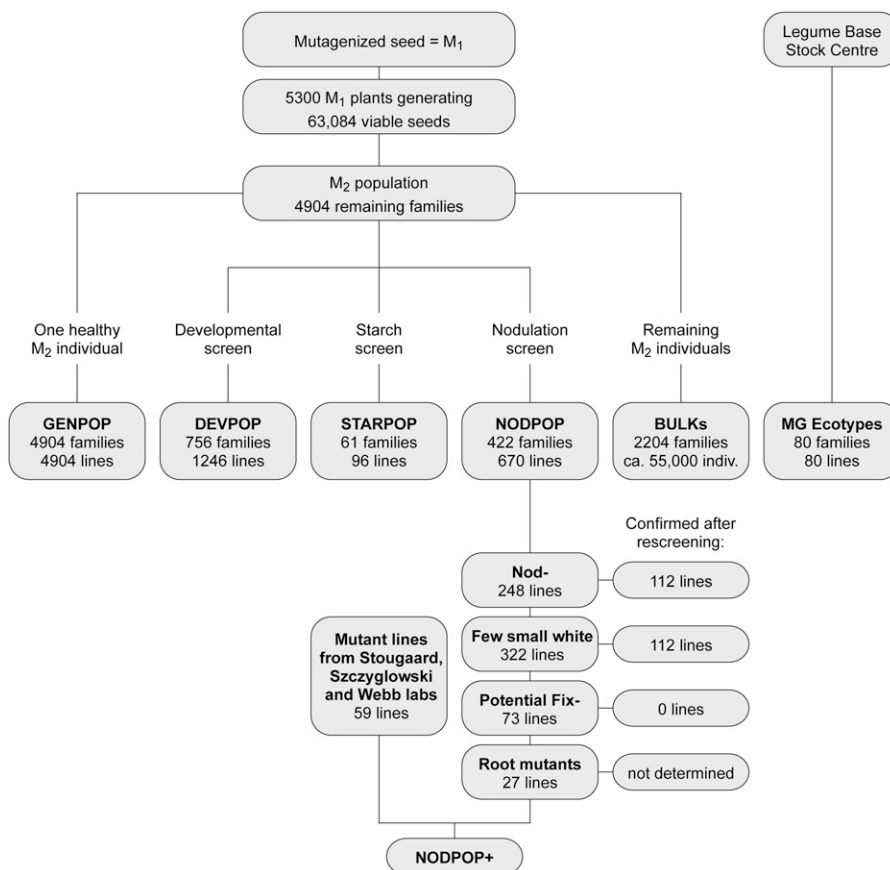 Mutagenized seed = M1
Legume Base
Stock Centre
5300 M1 plants generating
63,084 viable seeds
M2 population
4904 remaining families
One healthy
M2 individual
Developmental
screen
Starch
screen
Nodulation
screen
Remaining
M2 individuals
GENPOP
4904 families
4904 lines
DEVPOP
756 families
1246 lines
STARPOP
61 families
96 lines
NODPOP
422 families
670 lines
BULKs
2204 families
ca. 55,000 indiv.
MG Ecotypes
80 families
80 lines
Confirmed after
rescreening:
Nod-
248 lines
112 lines
Mutant lines
from Stougaard,
Szczyglowski
and Webb labs
59 lines
Few small white
322 lines
112 lines
Potential Fix-
73 lines
0 lines
Root mutants
27 lines
not determined
NODPOP+